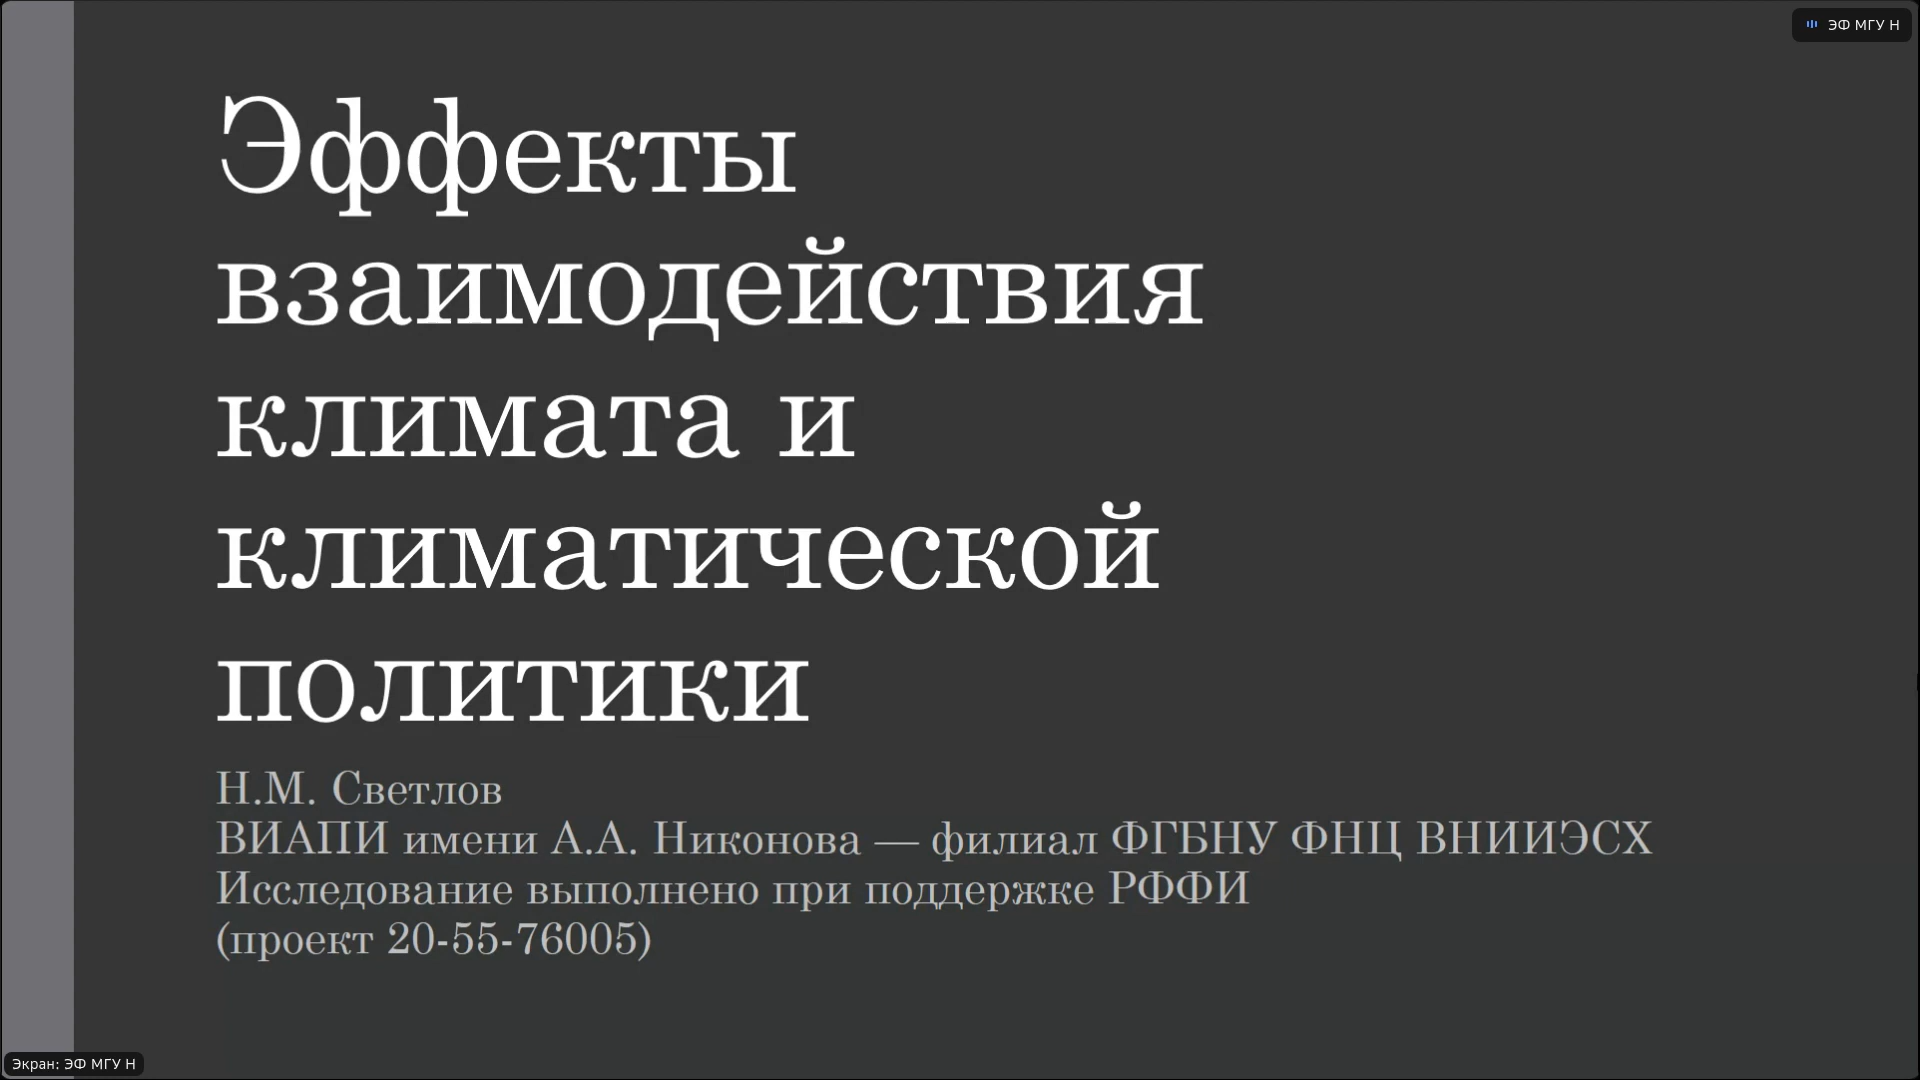 ЭФ МГУ Н
Эффекты
взаимодействия
климата и
климатической
политики
Н.М. Светлов
ВИАПИ имени А.А. Никонова — филиал ФГБНУ ФНЦ ВНИИЭСХ
Исследование выполнено при поддержке РФФИ
(проект 20-55-76005)
Экран: ЭФ МГУ Н